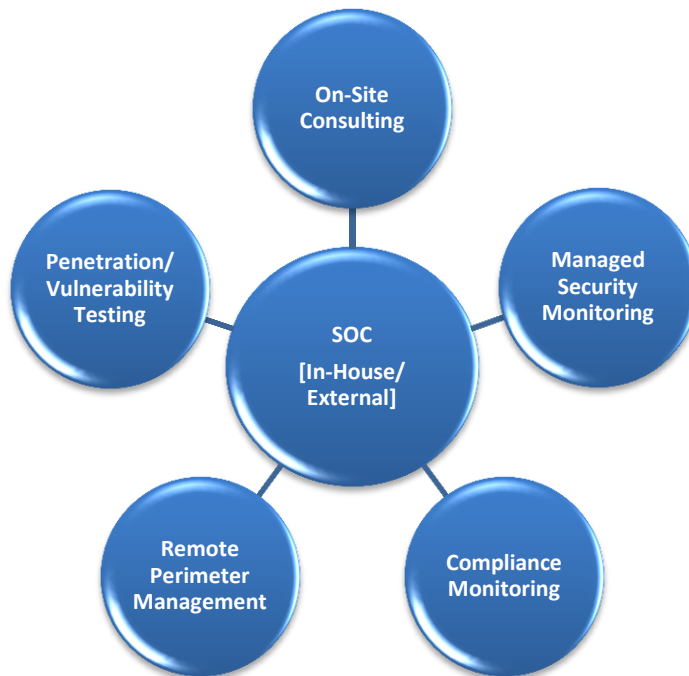 On-Site
Consulting
Penetration/
Vulnerability
Testing
Managed
Security
Monitoring
SOC
[In-House/
External]
Remote
Perimeter
Management
Compliance
Monitoring